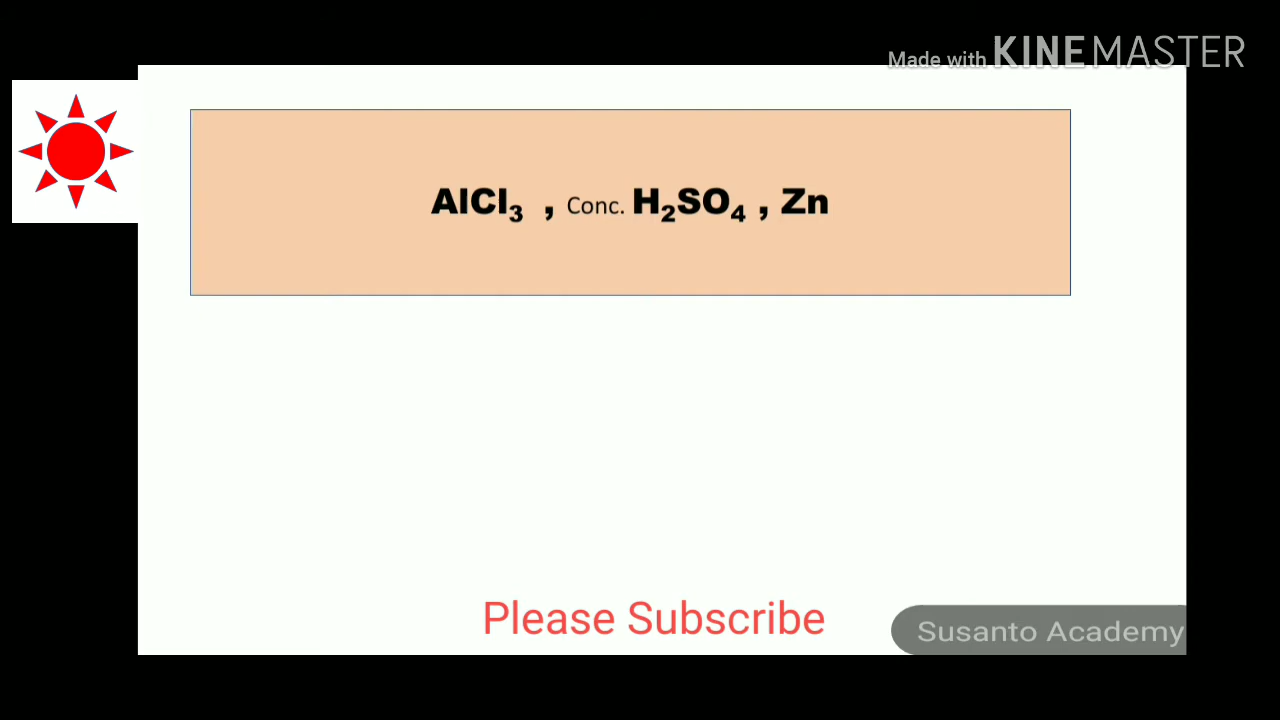 Made with KINEMASTER
AlCl₃ , Conc. H₂SO₄ , Zn
Please Subscribe
Susanto Academy